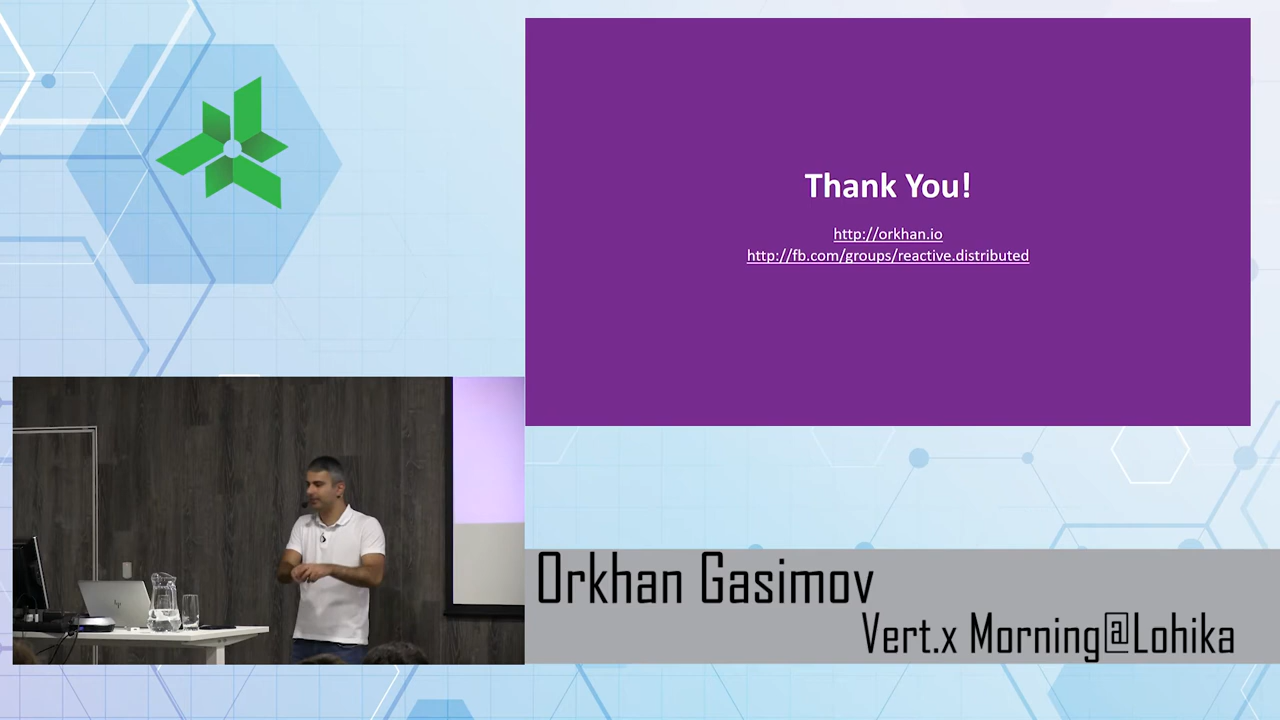 Thank You!
http://orkhan.io
http://fb.com/groups/reactive.distributed
Orkhan Gasimov
Vert.x Morning@Lohika